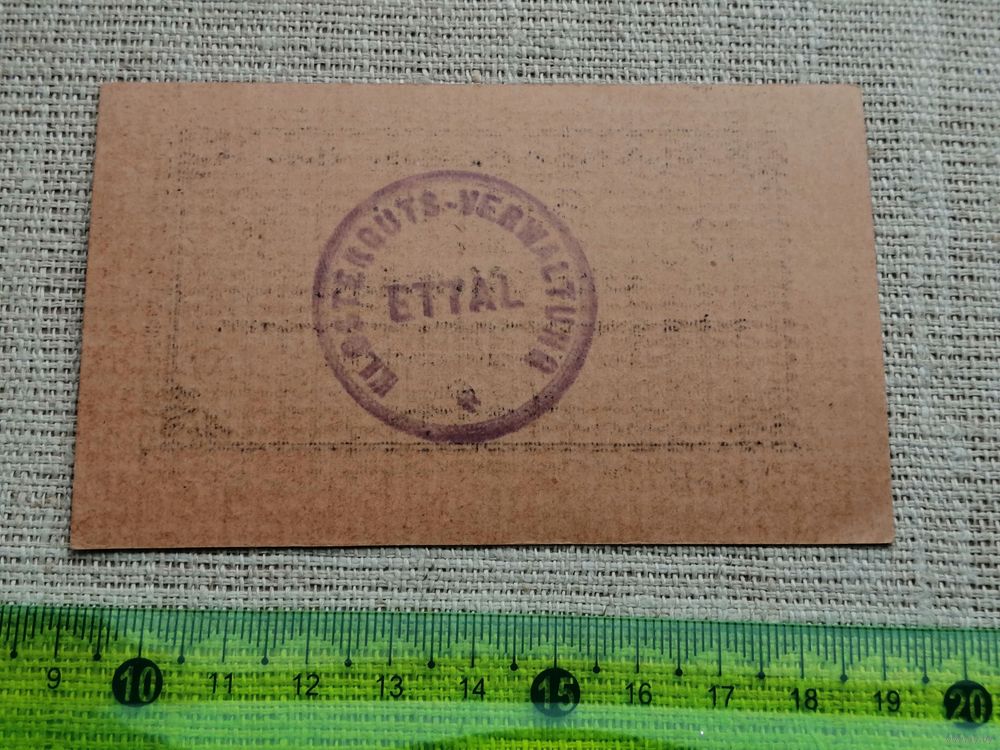 KLOSTERGUTS-VERWALTUNG
ETTAL
9 10 11 12 13 14 15 16 17 18 19 20